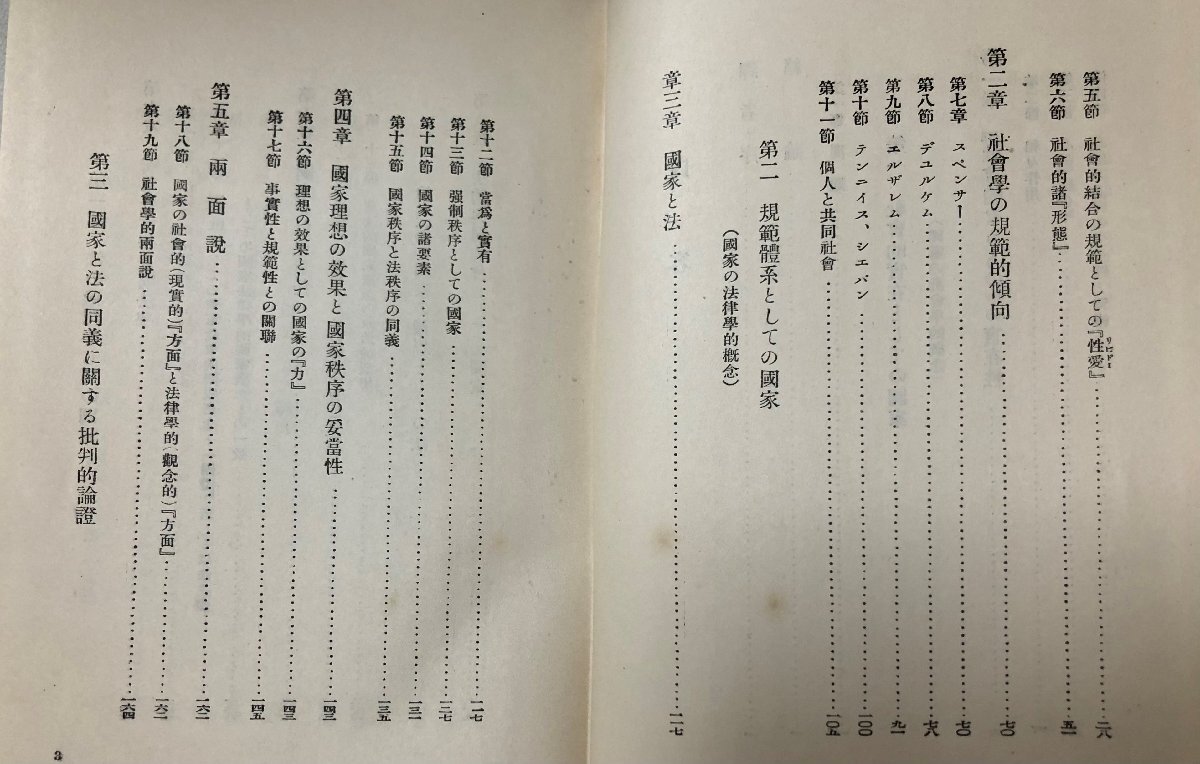 第五節 社會的結合の規範としての『性愛』リビドー……二八
第六節 社會的諸『形態』……五一
第二章 社會學の規範的傾向……七〇
第七章 スペンサー……七〇
第八節 デュルケム……七八
第九節 エルザレム……九一
第十節 テンニイス、シエバン……一〇〇
第十一節 個人と共同社會……一〇五
第二 規範體系としての國家
(國家の法律學的概念)
章三章 國家と法……一一七
第十二節 當爲と實有……一一七
第十三節 强制秩序としての國家……一二七
第十四節 國家の諸要素……一三二
第十五節 國家秩序と法秩序の同義……一三五
第四章 國家理想の效果と國家秩序の妥當性……一四三
第十六節 理想の效果としての國家の『力』……一四三
第十七節 事實性と規範性との關聯……一四五
第五章 兩面說……一六二
第十八節 國家の社會的(現實的)『方面』と法律學的(觀念的)『方面』……一六二
第十九節 社會學的兩面說……一六四
第三 國家と法の同義に關する批判的論證
3